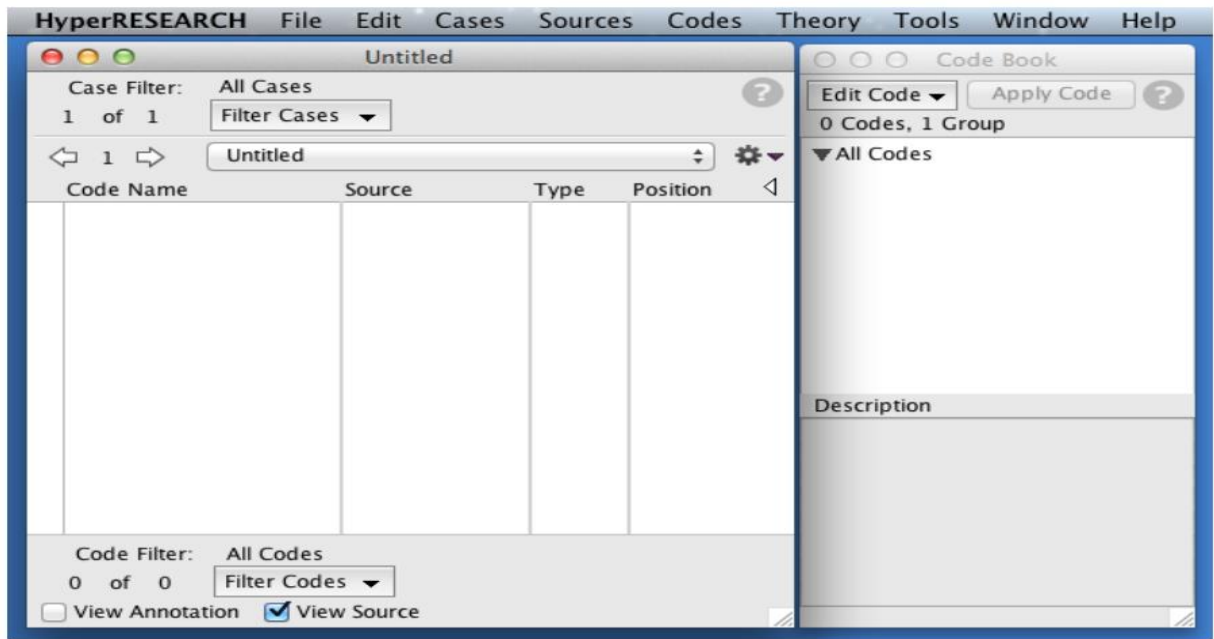 HyperRESEARCH File Edit Cases Sources Codes Theory Tools Window Help
Untitled
Case Filter: All Cases
1 of 1 Filter Cases
1 Untitled
Code Name Source Type Position
Code Filter: All Codes
0 of 0 Filter Codes
View Annotation View Source
Code Book
Edit Code Apply Code ?
0 Codes, 1 Group
All Codes
Description